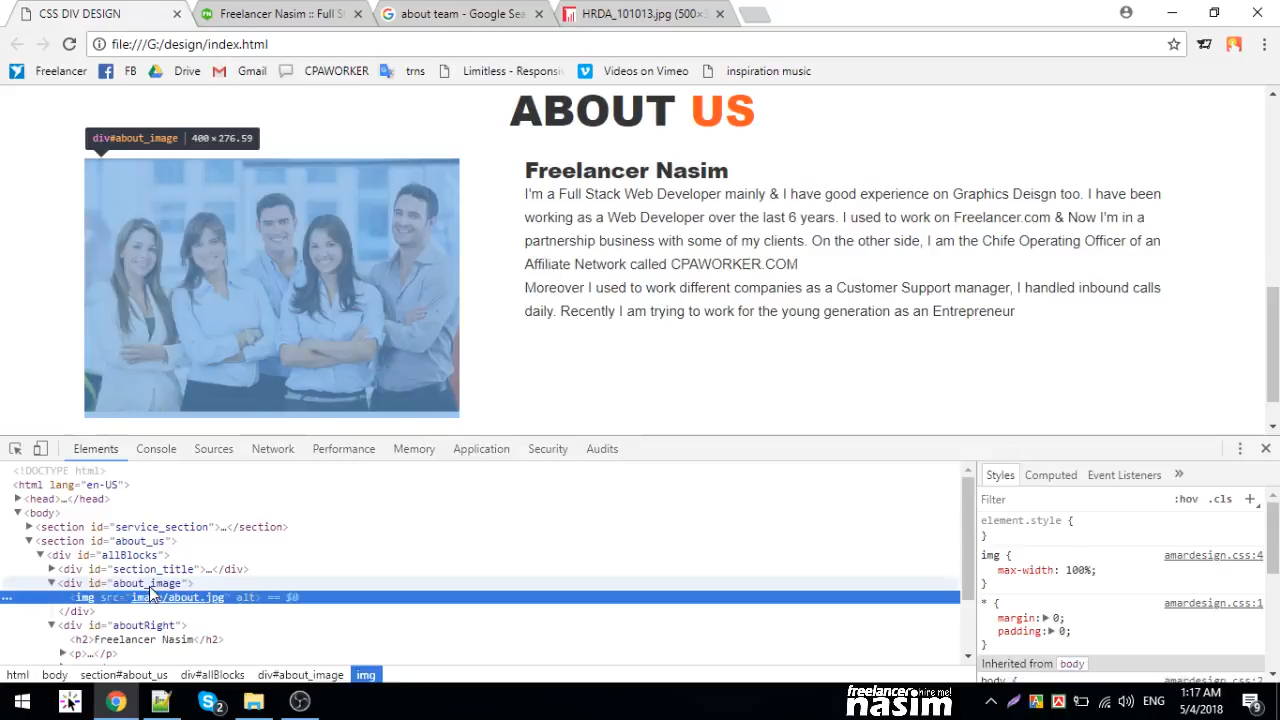 CSS DIV DESIGN
Freelancer Nasim :: Full St
about team - Google Sea
HRDA_101013.jpg (500×3
file:///G:/design/index.html
Freelancer
FB
Drive
Gmail
CPAWORKER
trns
Limitless - Responsi
Videos on Vimeo
inspiration music
ABOUT US
div#about_image 400 × 276.59
Freelancer Nasim
I'm a Full Stack Web Developer mainly & I have good experience on Graphics Deisgn too. I have been
working as a Web Developer over the last 6 years. I used to work on Freelancer.com & Now I'm in a
partnership business with some of my clients. On the other side, I am the Chife Operating Officer of an
Affiliate Network called CPAWORKER.COM
Moreover I used to work different companies as a Customer Support manager, I handled inbound calls
daily. Recently I am trying to work for the young generation as an Entrepreneur
Elements Console Sources Network Performance Memory Application Security Audits
<!DOCTYPE html>
<html lang="en-US">
<head>…</head>
<body>
<section id="service_section">…</section>
<section id="about_us">
<div id="allBlocks">
<div id="section_title">…</div>
<div id="about_image">
<img src="image/about.jpg" alt> == $0
</div>
<div id="aboutRight">
<h2>Freelancer Nasim</h2>
<p>…</p>
html body section#about_us div#allBlocks div#about_image img
Styles Computed Event Listeners »
Filter :hov .cls +
element.style {
}
img { amardesign.css:4
max-width: 100%;
}
* { amardesign.css:1
margin: 0;
padding: 0;
}
Inherited from body
body { amardesign.css:2
2
freelancer hire me!
nasim
ENG
1:17 AM
5/4/2018
9